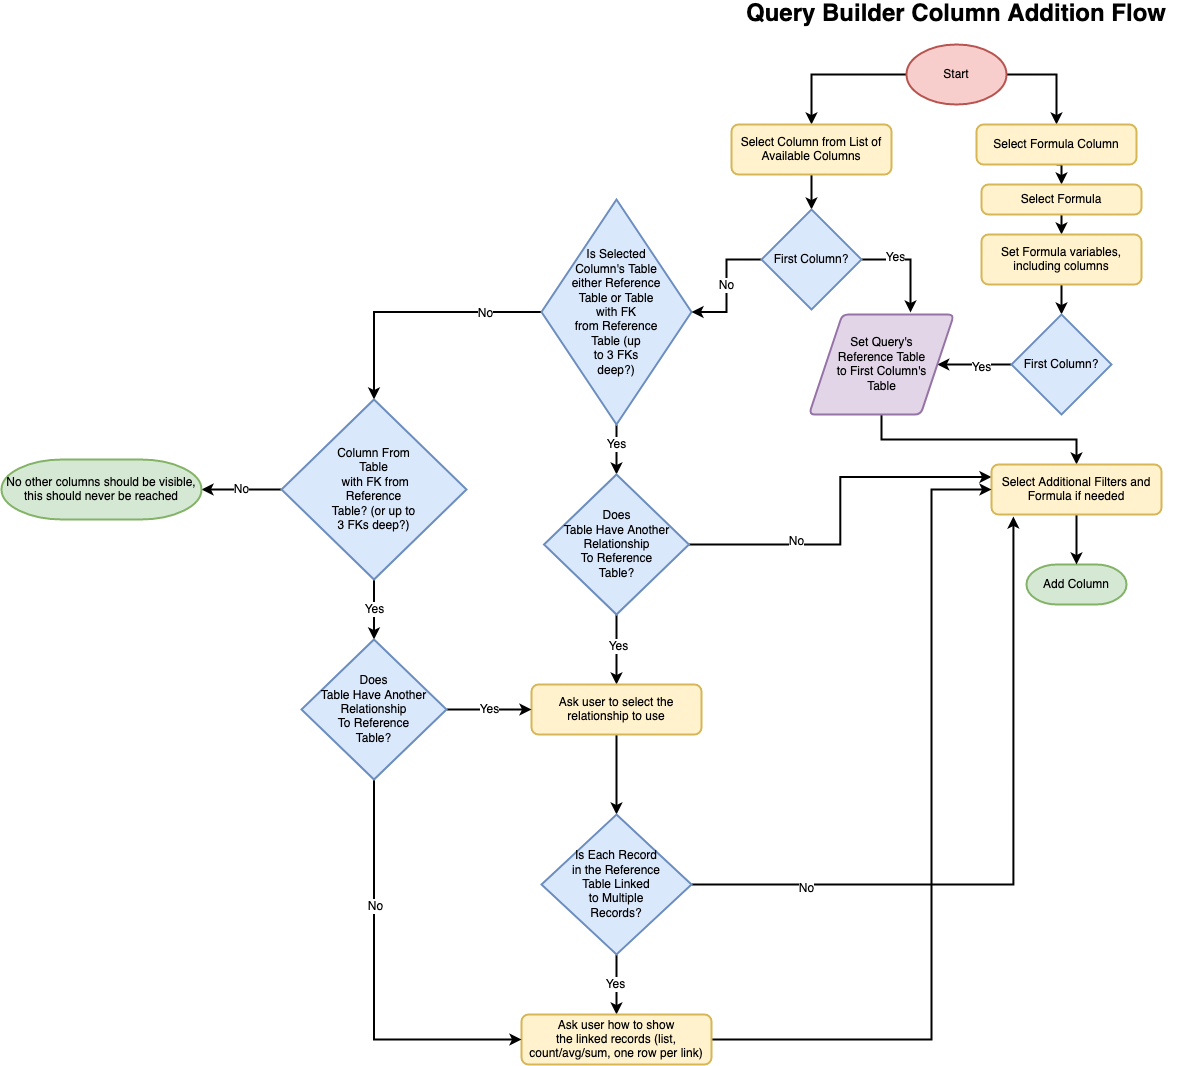 Query Builder Column Addition Flow
Start
Select Column from List of
Available Columns
Select Formula Column
Select Formula
Set Formula variables,
including columns
First Column?
Yes
No
Is Selected
Column's Table
either Reference
Table or Table
with FK
from Reference
Table (up
to 3 FKs
deep?)
No
Set Query's
Reference Table
to First Column's
Table
Yes
First Column?
Yes
Column From
Table
with FK from
Reference
Table? (or up to
3 FKs deep?)
No
No other columns should be visible,
this should never be reached
Does
Table Have Another
Relationship
To Reference
Table?
No
Select Additional Filters and
Formula if needed
Add Column
Yes
Yes
Does
Table Have Another
Relationship
To Reference
Table?
Yes
Ask user to select the
relationship to use
Is Each Record
in the Reference
Table Linked
to Multiple
Records?
No
No
Yes
Ask user how to show
the linked records (list,
count/avg/sum, one row per link)